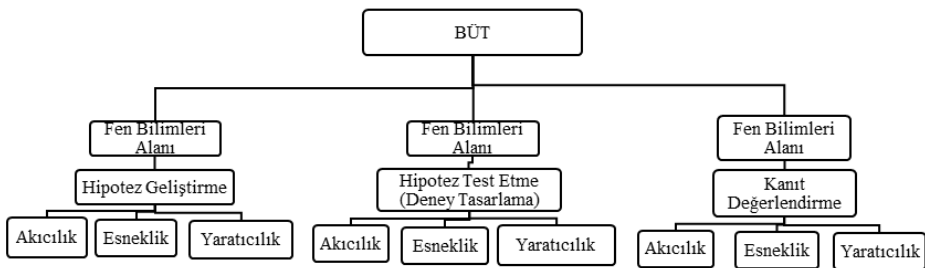 BÜT
Fen Bilimleri
Alanı
Fen Bilimleri
Alanı
Fen Bilimleri
Alanı
Hipotez Geliştirme
Hipotez Test Etme
(Deney Tasarlama)
Kanıt
Değerlendirme
Akıcılık
Esneklik
Yaratıcılık
Akıcılık
Esneklik
Yaratıcılık
Akıcılık
Esneklik
Yaratıcılık